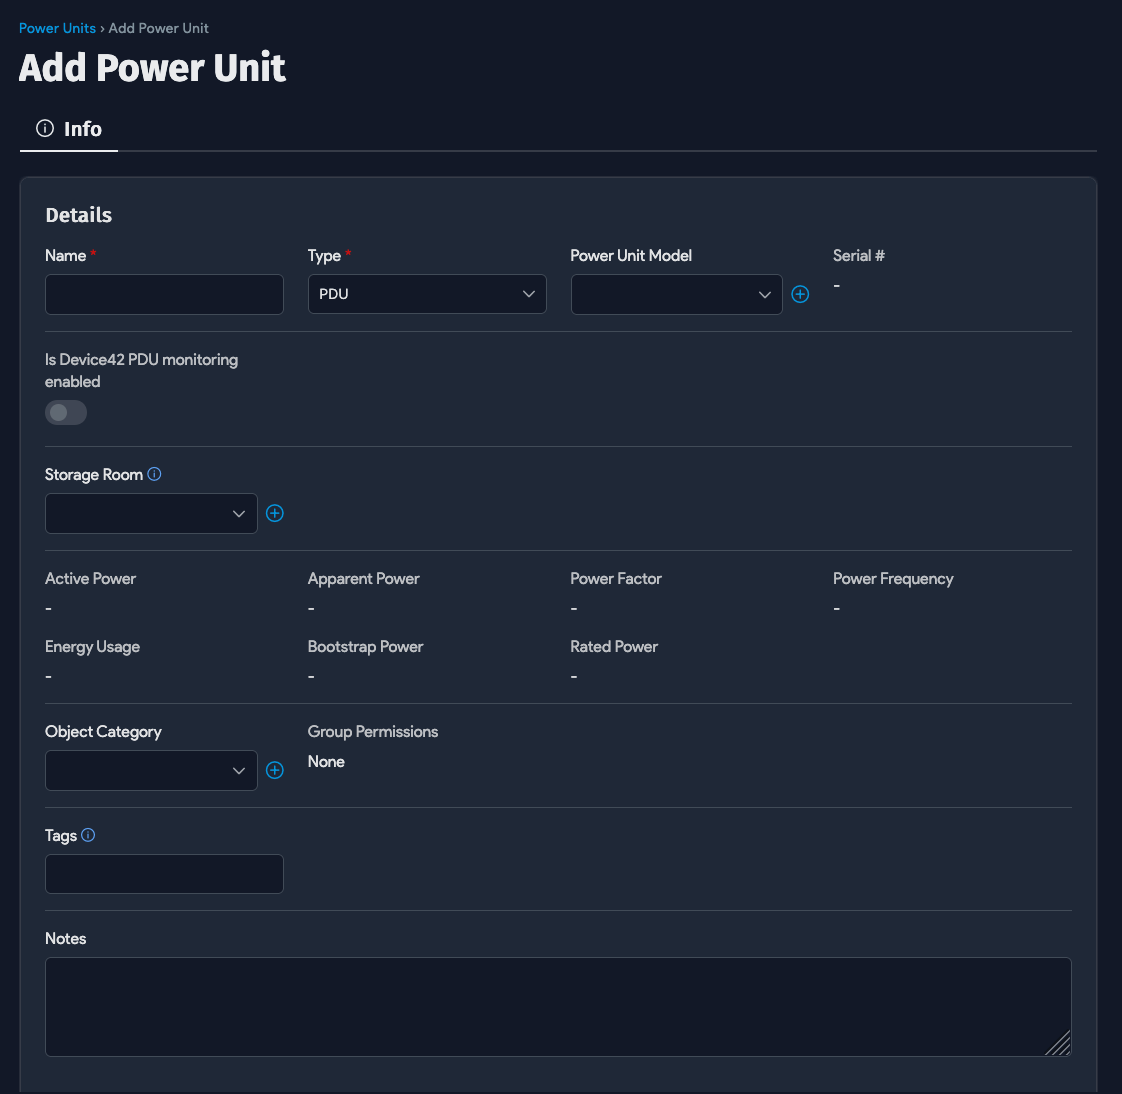 Power Units › Add Power Unit
Add Power Unit
Info
Details
Name *
Type *
Power Unit Model
Serial #
PDU
-
Is Device42 PDU monitoring
enabled
Storage Room
Active Power
Apparent Power
Power Factor
Power Frequency
-
-
-
-
Energy Usage
Bootstrap Power
Rated Power
-
-
-
Object Category
Group Permissions
None
Tags
Notes